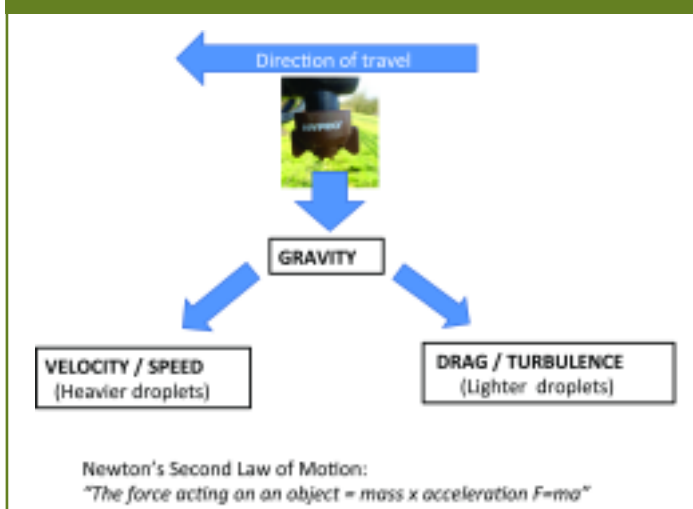 Direction of travel
HYPRO
GRAVITY
VELOCITY / SPEED
(Heavier droplets)
DRAG / TURBULENCE
(Lighter droplets)
Newton's Second Law of Motion:
"The force acting on an object = mass x acceleration F=ma"